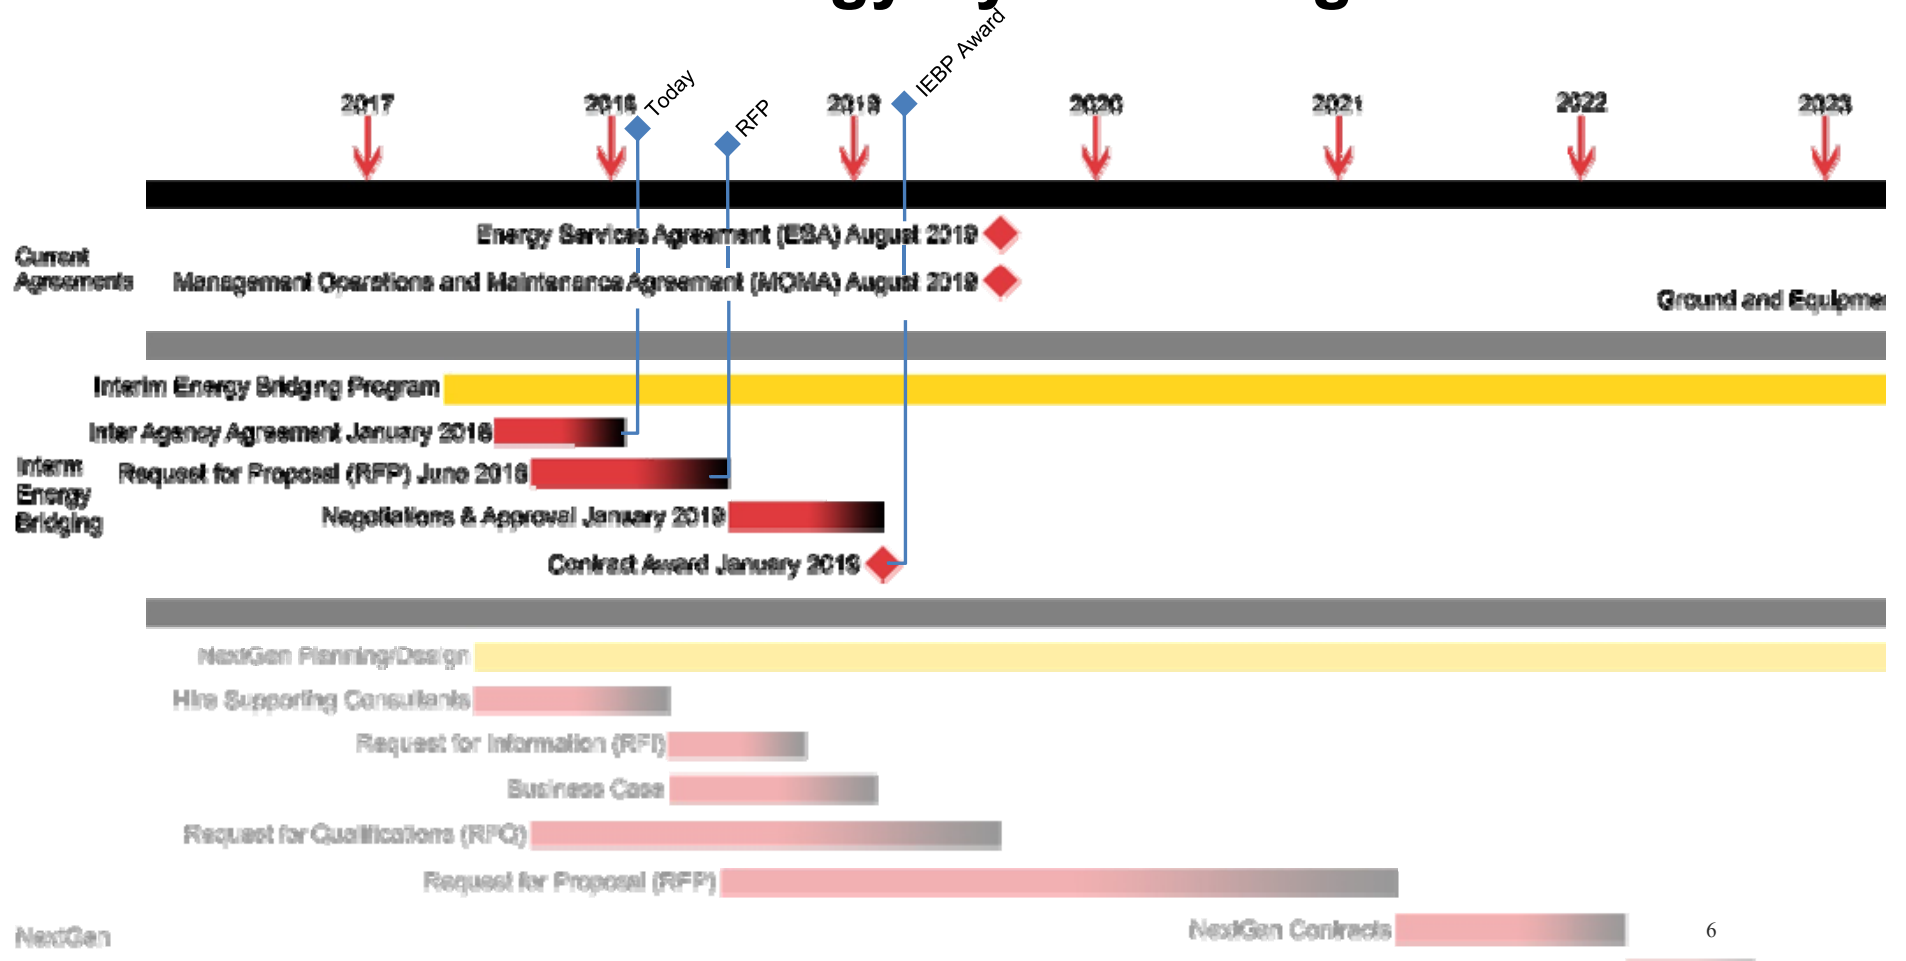 IEBP Award
Today
RFP
2017
2018
2019
2020
2021
2022
2023
Energy Services Agreement (ESA) August 2019
Current
Agreements
Management Operations and Maintenance Agreement (MOMA) August 2019
Ground and
Interim Energy Bridging Program
Inter Agency Agreement January 2018
Interm
Energy
Bridging
Request for Proposal (RFP) June 2018
Negotiations & Approval January 2019
Contract Award January 2019
NextGen Planning/Design
Hire Supporting Consultants
Request for Information (RFI)
Business Case
Request for Qualifications (RFQ)
Request for Proposal (RFP)
NextGen Contracts
NextGen
6